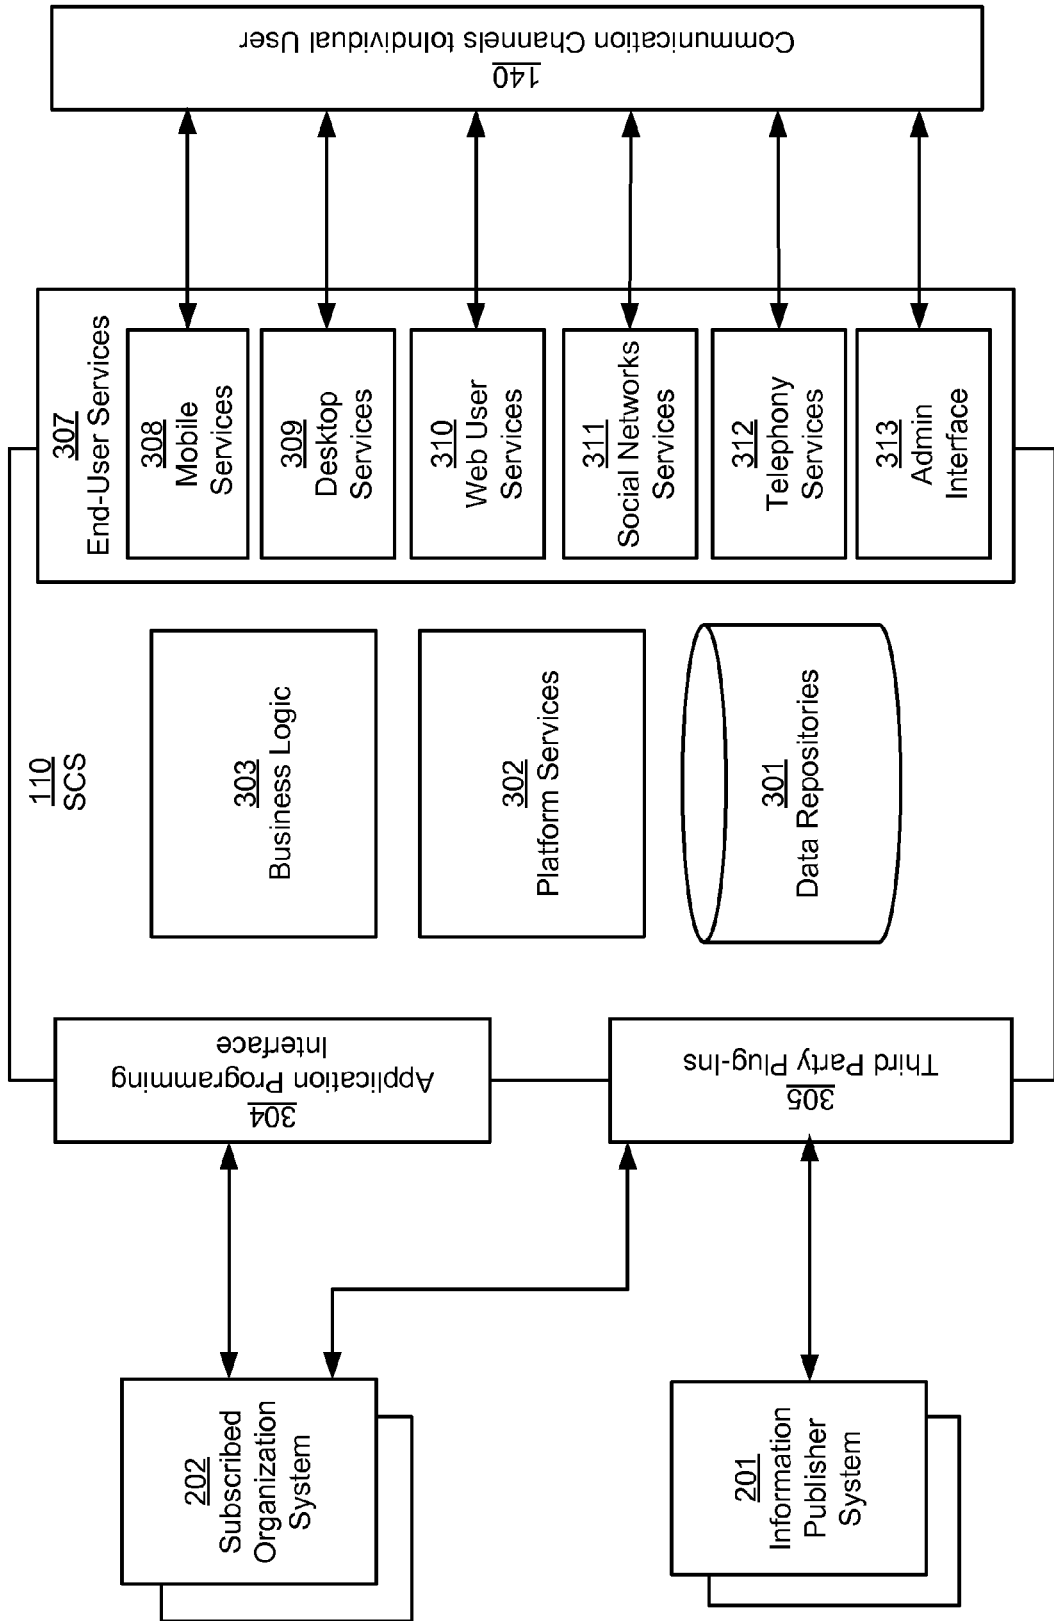 202
Subscribed
Organization
System
201
Information
Publisher
System
304
Application Programming
Interface
305
Third Party Plug-Ins
110
SCS
303
Business Logic
302
Platform Services
301
Data Repositories
307
End-User Services
308
Mobile
Services
309
Desktop
Services
310
Web User
Services
311
Social Networks
Services
312
Telephony
Services
313
Admin
Interface
140
Communication Channels toIndividual User